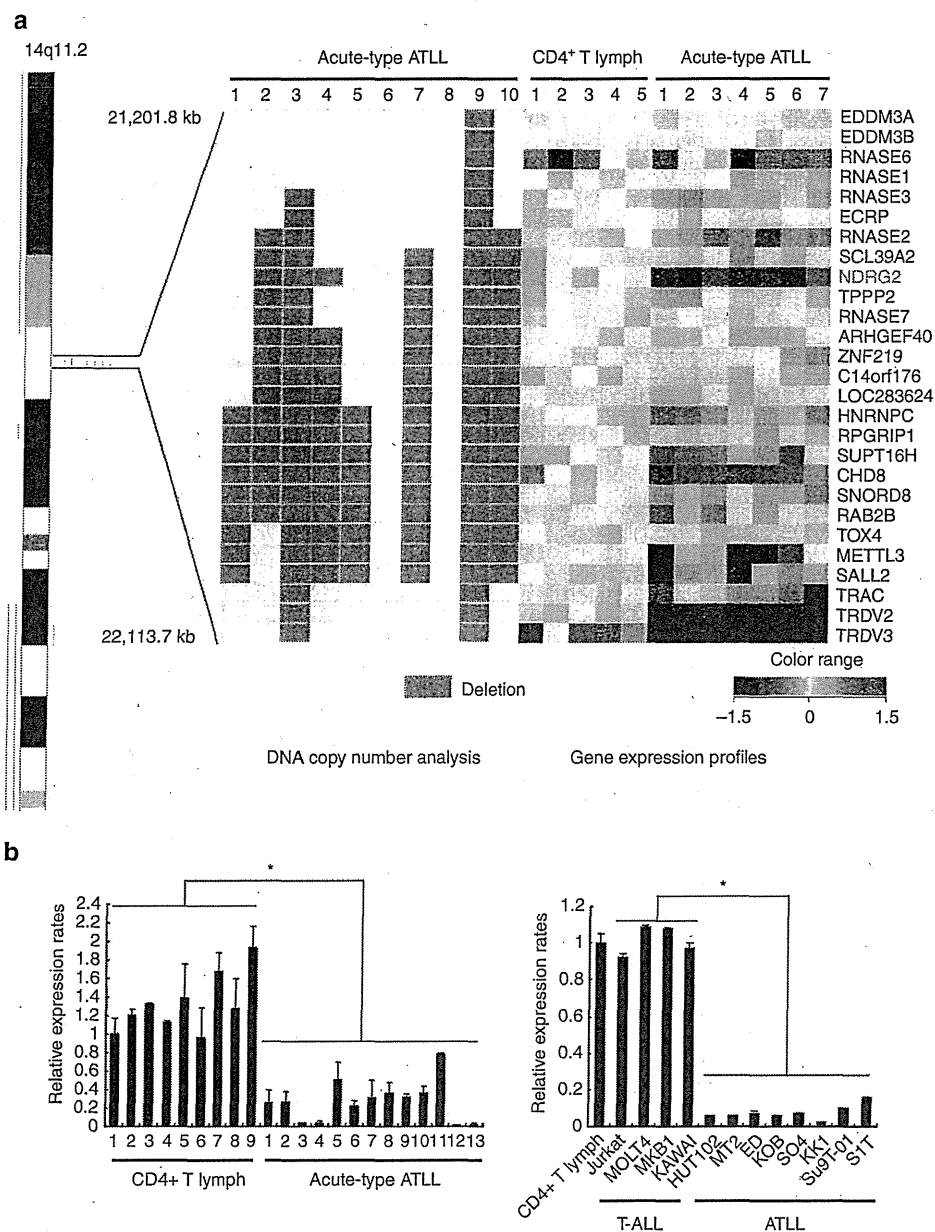 a
14q11.2
Acute-type ATLL
CD4+ T lymph
Acute-type ATLL
1 2 3 4 5 6 7 8 9 10
1 2 3 4 5
1 2 3 4 5 6 7
21,201.8 kb
22,113.7 kb
EDDM3A
EDDM3B
RNASE6
RNASE1
RNASE3
ECRP
RNASE2
SCL39A2
NDRG2
TPPP2
RNASE7
ARHGEF40
ZNF219
C14orf176
LOC283624
HNRNPC
RPGRIP1
SUPT16H
CHD8
SNORD8
RAB2B
TOX4
METTL3
SALL2
TRAC
TRDV2
TRDV3
Deletion
Color range
−1.5 0 1.5
DNA copy number analysis
Gene expression profiles
b
*
Relative expression rates
2.4
2.2
2
1.8
1.6
1.4
1.2
1
0.8
0.6
0.4
0.2
0
1 2 3 4 5 6 7 8 9 1 2 3 4 5 6 7 8 9 10 11 12 13
CD4+ T lymph
Acute-type ATLL
*
Relative expression rates
1.2
1
0.8
0.6
0.4
0.2
0
CD4+ T lymph
Jurkat
MOLT4
MKB1
KAWAI
HUT102
MT2
ED
KOB
SO4
KK1
Su9T-01
S1T
T-ALL
ATLL